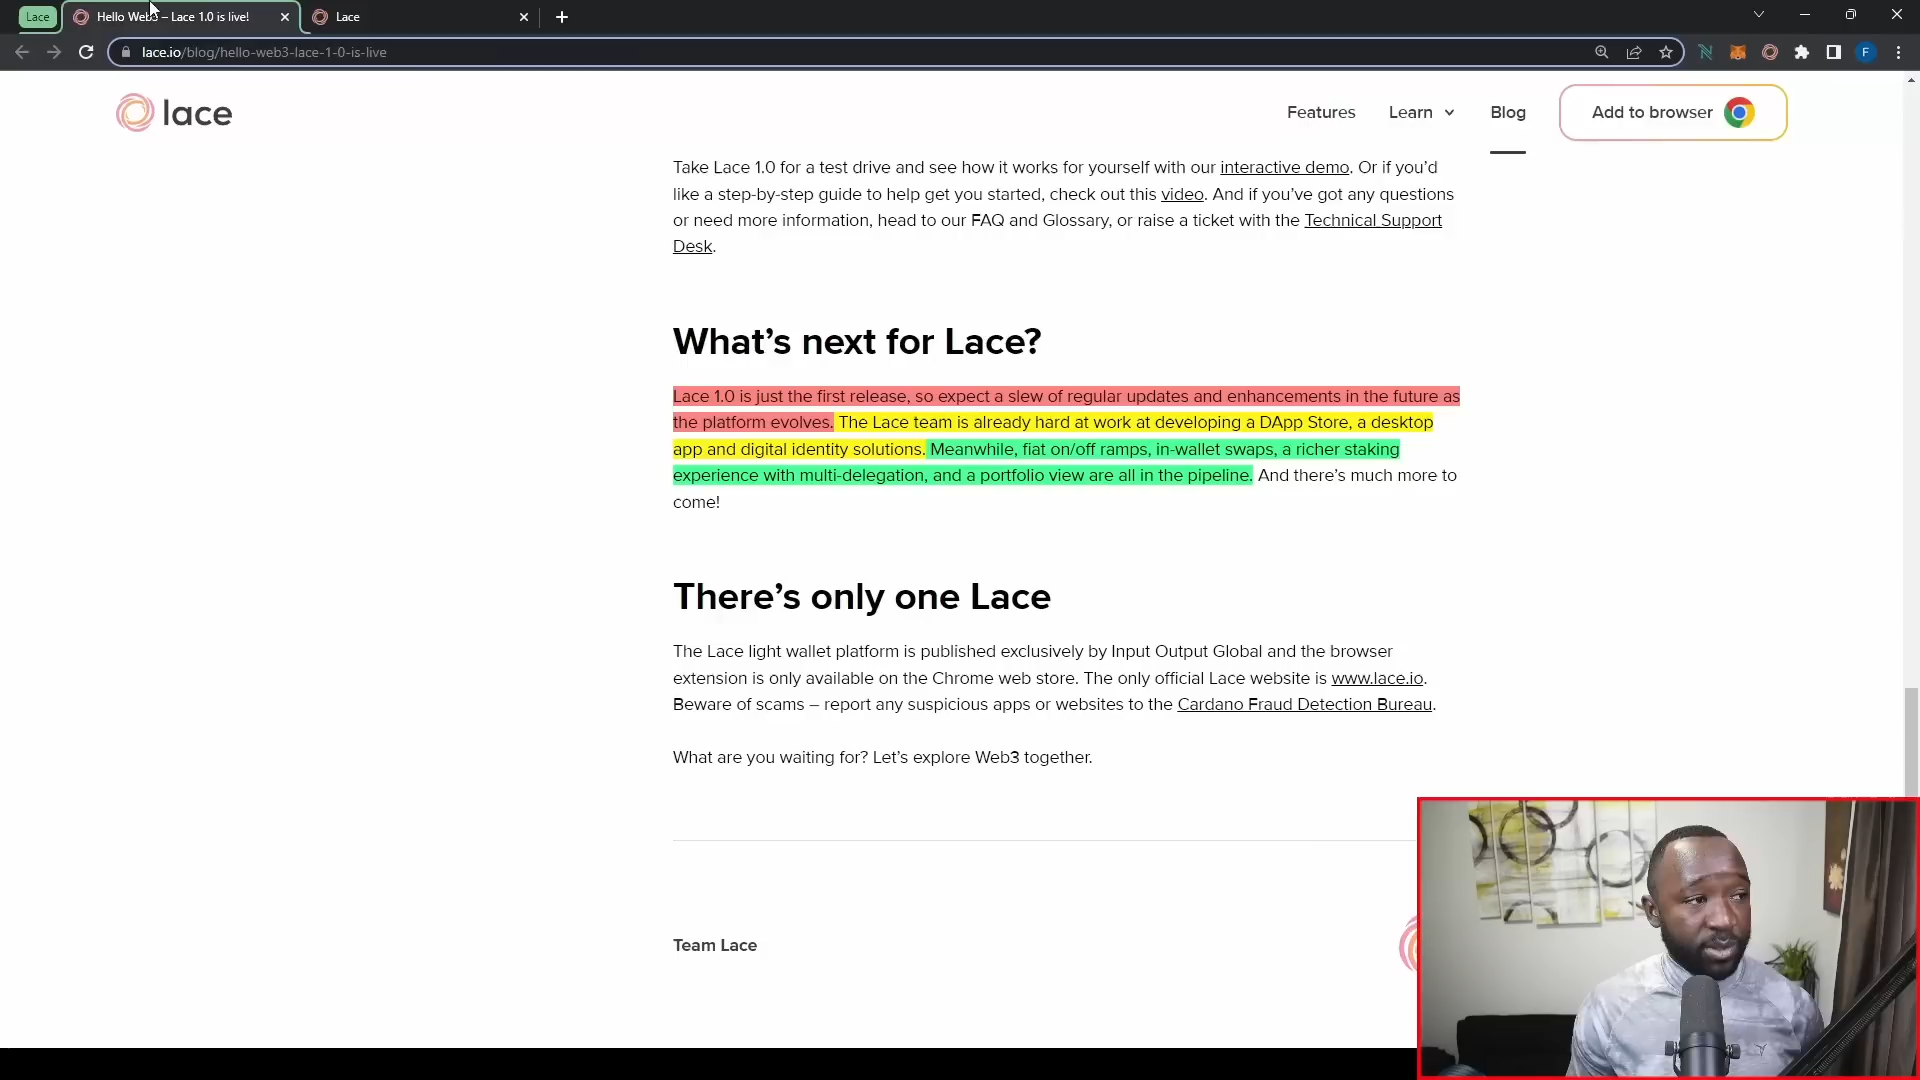 Lace
Hello Web3 – Lace 1.0 is live!
Lace
lace.io/blog/hello-web3-lace-1-0-is-live
F
lace
Features
Learn
Blog
Add to browser
Take Lace 1.0 for a test drive and see how it works for yourself with our interactive demo. Or if you’d
like a step-by-step guide to help get you started, check out this video. And if you’ve got any questions
or need more information, head to our FAQ and Glossary, or raise a ticket with the Technical Support
Desk.
What’s next for Lace?
Lace 1.0 is just the first release, so expect a slew of regular updates and enhancements in the future as
the platform evolves. The Lace team is already hard at work at developing a DApp Store, a desktop
app and digital identity solutions. Meanwhile, fiat on/off ramps, in-wallet swaps, a richer staking
experience with multi-delegation, and a portfolio view are all in the pipeline. And there’s much more to
come!
There’s only one Lace
The Lace light wallet platform is published exclusively by Input Output Global and the browser
extension is only available on the Chrome web store. The only official Lace website is www.lace.io.
Beware of scams – report any suspicious apps or websites to the Cardano Fraud Detection Bureau.
What are you waiting for? Let’s explore Web3 together.
Team Lace